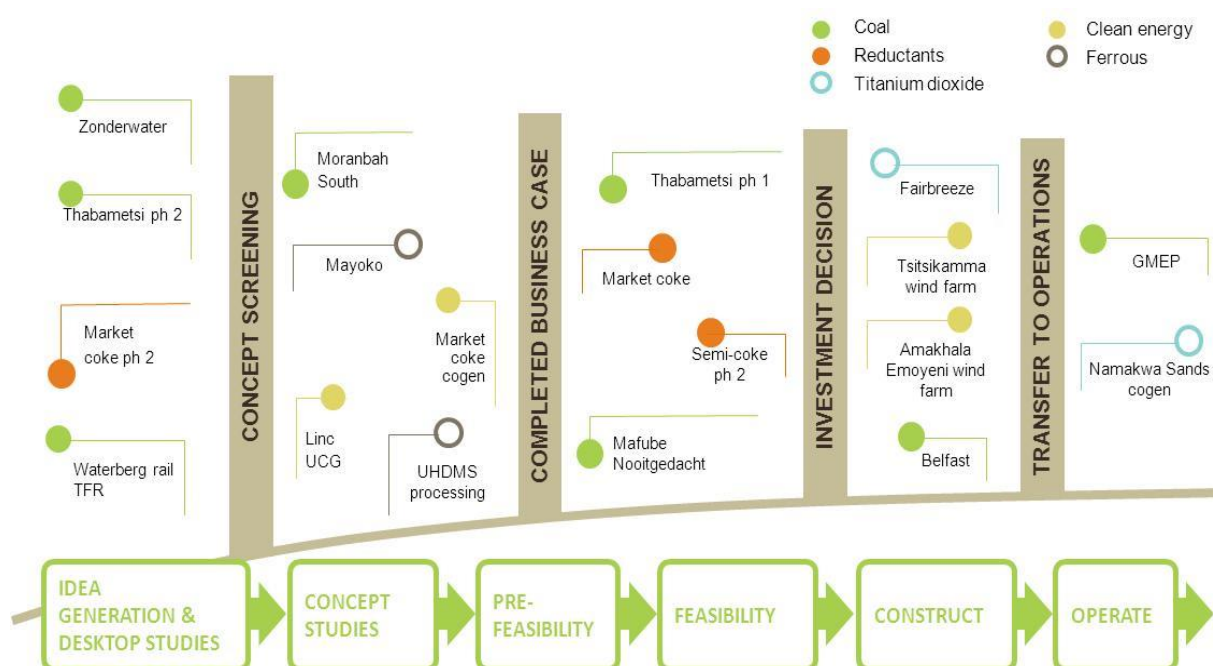 Coal
Reductants
Titanium dioxide
Clean energy
Ferrous
Zonderwater
Thabametsi ph 2
Market
coke ph 2
Waterberg rail
TFR
CONCEPT SCREENING
Moranbah
South
Mayoko
Market
coke
cogen
Linc
UCG
UHDMS
processing
COMPLETED BUSINESS CASE
Thabametsi ph 1
Market coke
Semi-coke
ph 2
Mafube
Nooitgedacht
INVESTMENT DECISION
Fairbreeze
Tsitsikamma
wind farm
Amakhala
Emoyeni wind
farm
Belfast
TRANSFER TO OPERATIONS
GMEP
Namakwa Sands
cogen
IDEA
GENERATION &
DESKTOP STUDIES
CONCEPT
STUDIES
PRE-
FEASIBILITY
FEASIBILITY
CONSTRUCT
OPERATE